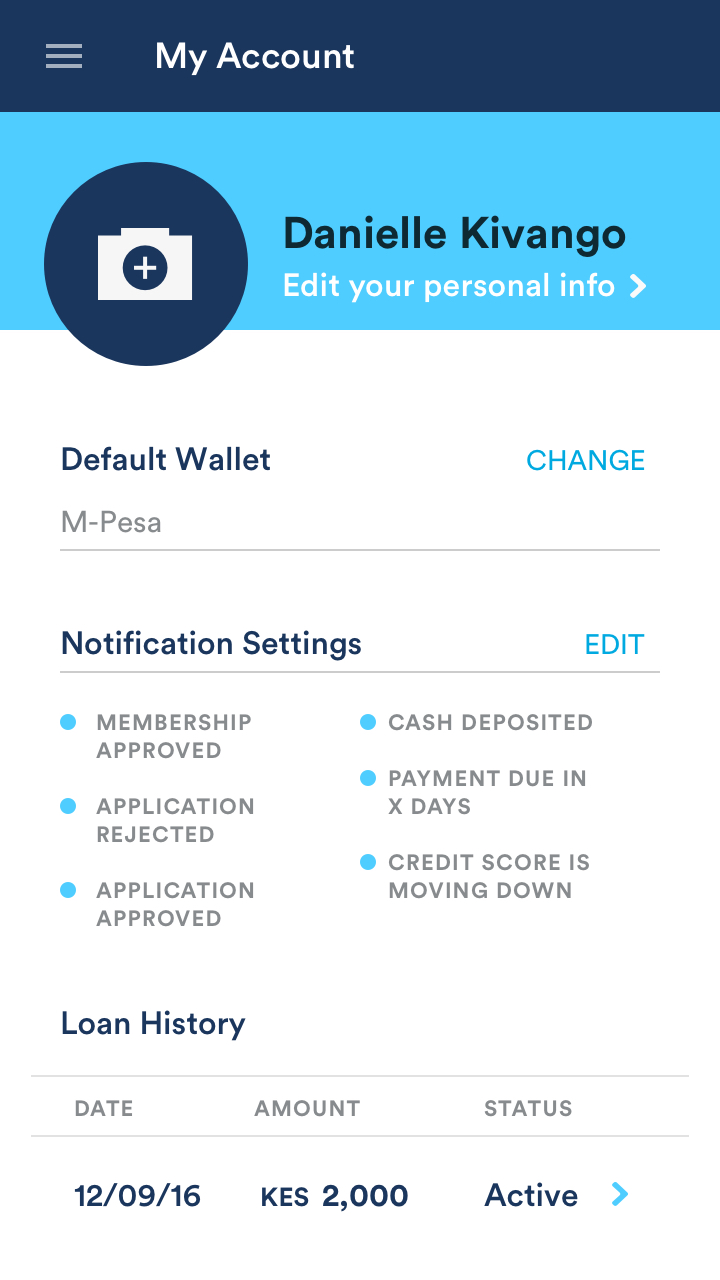 My Account
Danielle Kivango
Edit your personal info
Default Wallet
CHANGE
M-Pesa
Notification Settings
EDIT
MEMBERSHIP
APPROVED
APPLICATION
REJECTED
APPLICATION
APPROVED
CASH DEPOSITED
PAYMENT DUE IN
X DAYS
CREDIT SCORE IS
MOVING DOWN
Loan History
DATE AMOUNT STATUS
12/09/16 KES 2,000 Active